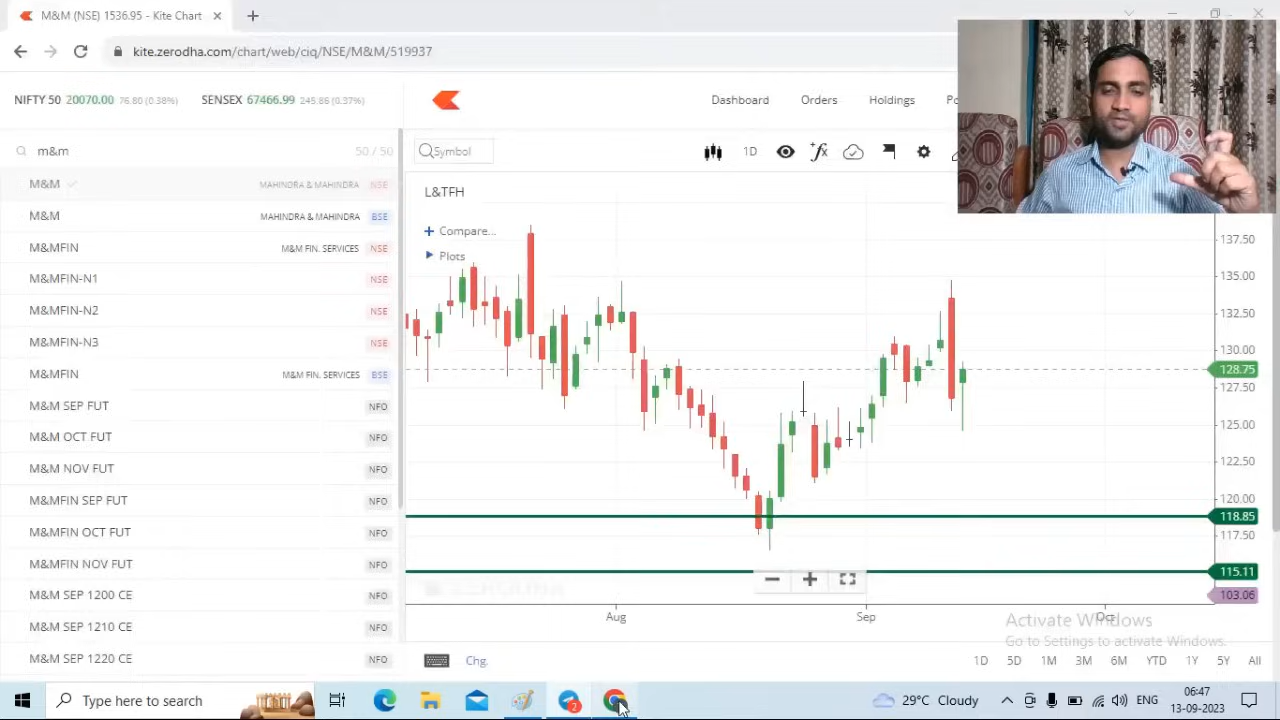 M&M (NSE) 1536.95 - Kite Chart
kite.zerodha.com/chart/web/ciq/NSE/M&M/519937
NIFTY 50 20070.00 76.80 (0.38%) SENSEX 67466.99 245.86 (0.37%)
Dashboard Orders Holdings Po
m&m 50 / 50
Symbol 1D
M&M MAHINDRA & MAHINDRA NSE
M&M MAHINDRA & MAHINDRA BSE
M&MFIN M&M FIN. SERVICES NSE
M&MFIN-N1 NSE
M&MFIN-N2 NSE
M&MFIN-N3 NSE
M&MFIN M&M FIN. SERVICES BSE
M&M SEP FUT NFO
M&M OCT FUT NFO
M&M NOV FUT NFO
M&MFIN SEP FUT NFO
M&MFIN OCT FUT NFO
M&MFIN NOV FUT NFO
M&M SEP 1200 CE NFO
M&M SEP 1210 CE NFO
M&M SEP 1220 CE NFO
L&TFH
Compare...
Plots
137.50
135.00
132.50
130.00
128.75
127.50
125.00
122.50
120.00
118.85
117.50
115.11
103.06
Aug Sep Oct
Activate Windows
Go to Settings to activate Windows.
Chg. 1D 5D 1M 3M 6M YTD 1Y 5Y All
Type here to search 2 29°C Cloudy ENG 06:47
13-09-2023